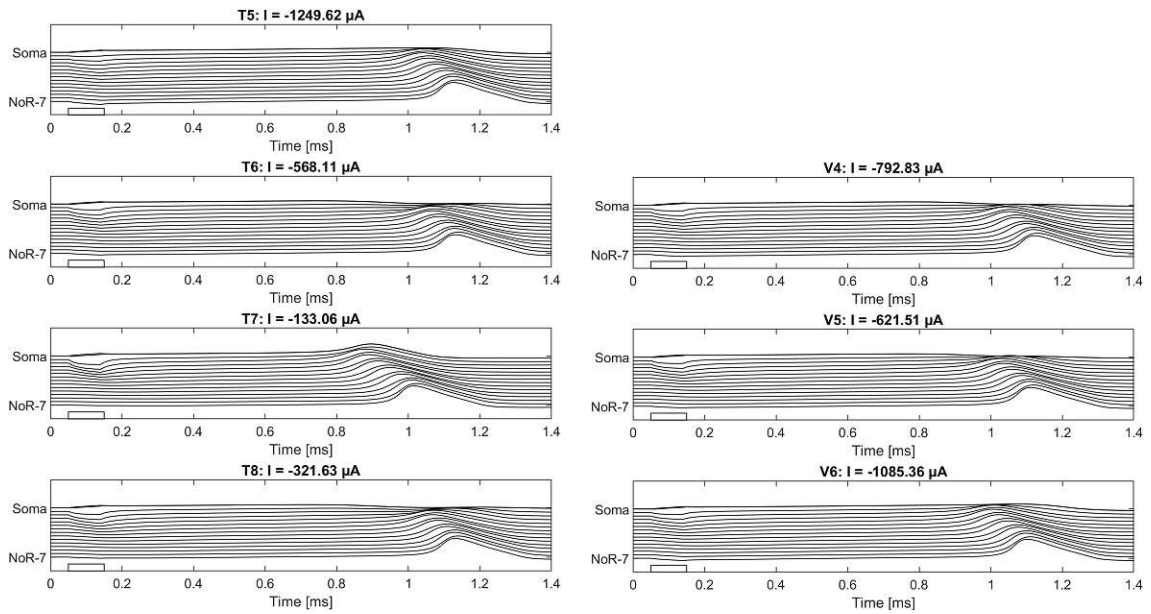 T5: I = -1249.62 µA
Soma
NoR-7
0 0.2 0.4 0.6 0.8 1 1.2 1.4
Time [ms]
T6: I = -568.11 µA
Soma
NoR-7
0 0.2 0.4 0.6 0.8 1 1.2 1.4
Time [ms]
T7: I = -133.06 µA
Soma
NoR-7
0 0.2 0.4 0.6 0.8 1 1.2 1.4
Time [ms]
T8: I = -321.63 µA
Soma
NoR-7
0 0.2 0.4 0.6 0.8 1 1.2 1.4
Time [ms]
V4: I = -792.83 µA
Soma
NoR-7
0 0.2 0.4 0.6 0.8 1 1.2 1.4
Time [ms]
V5: I = -621.51 µA
Soma
NoR-7
0 0.2 0.4 0.6 0.8 1 1.2 1.4
Time [ms]
V6: I = -1085.36 µA
Soma
NoR-7
0 0.2 0.4 0.6 0.8 1 1.2 1.4
Time [ms]